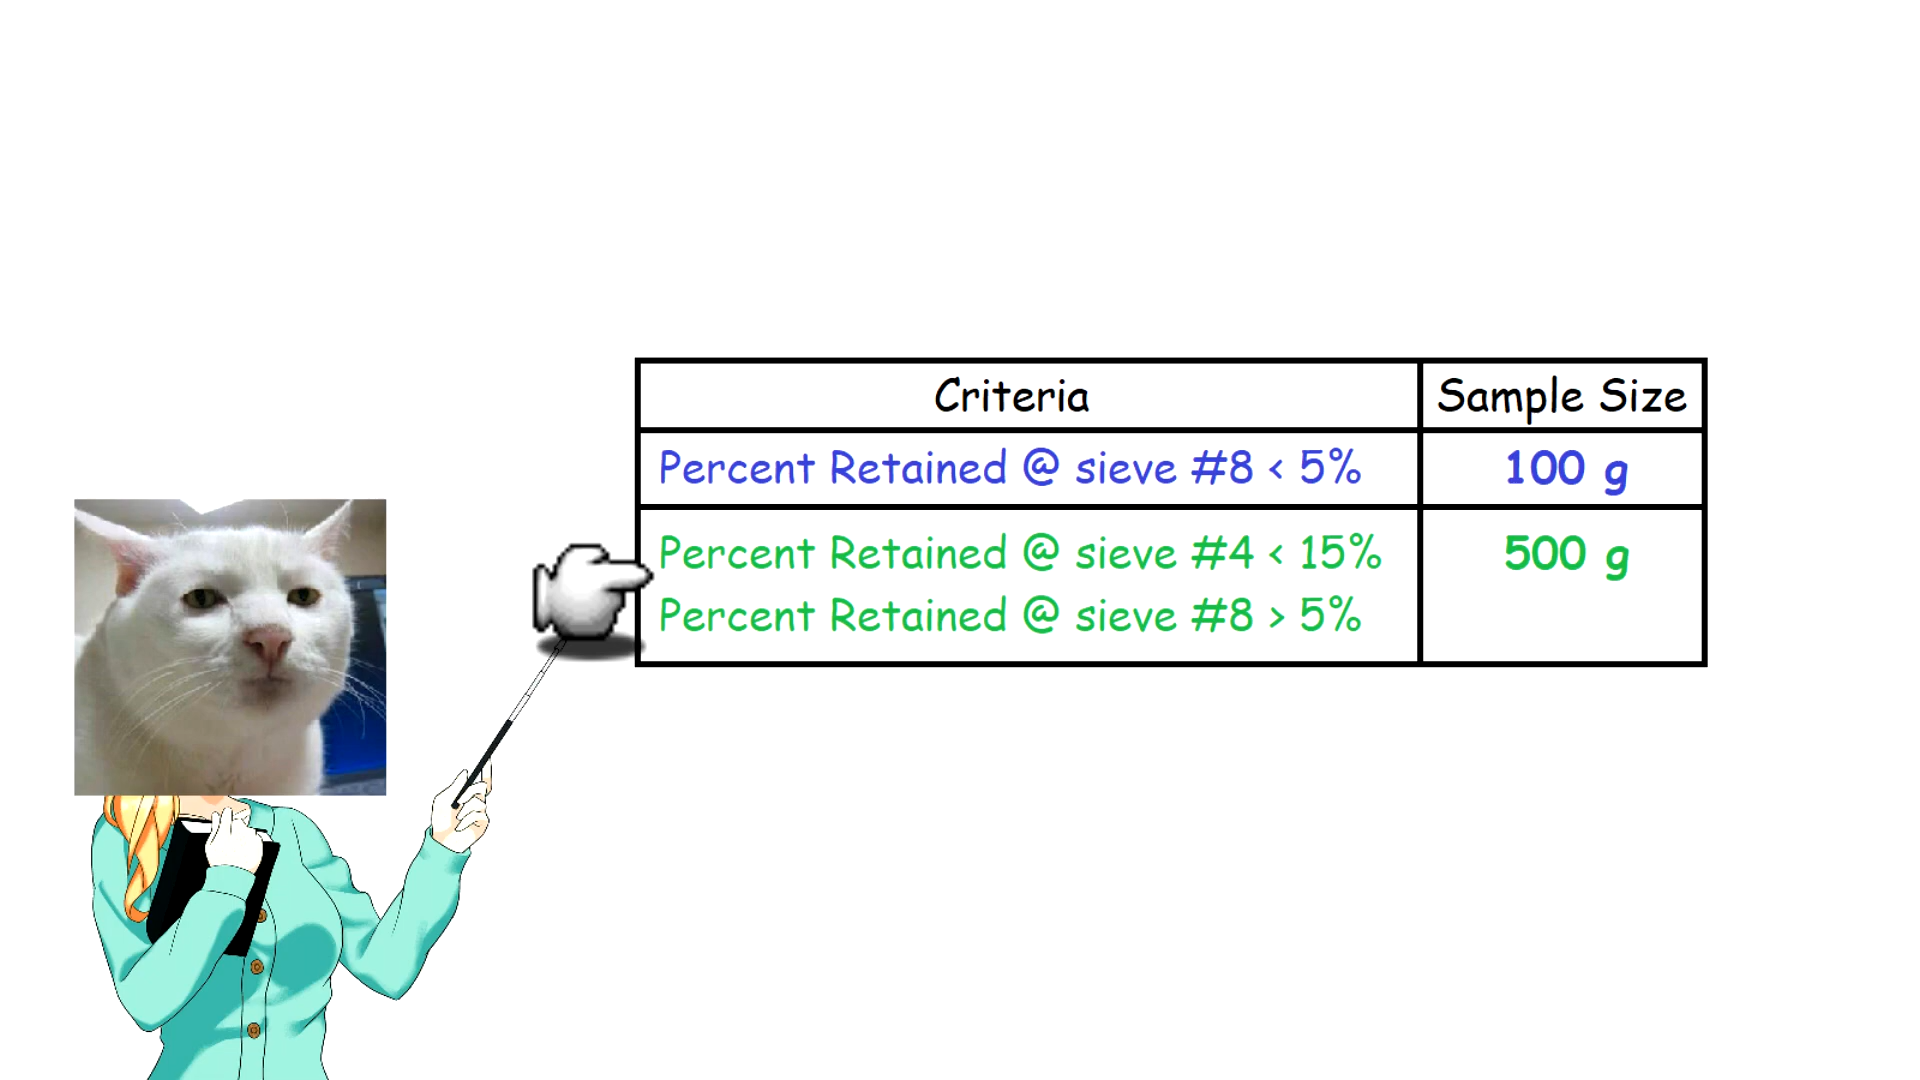 Criteria Sample Size
Percent Retained @ sieve #8 < 5% 100 g
Percent Retained @ sieve #4 < 15% 500 g
Percent Retained @ sieve #8 > 5%